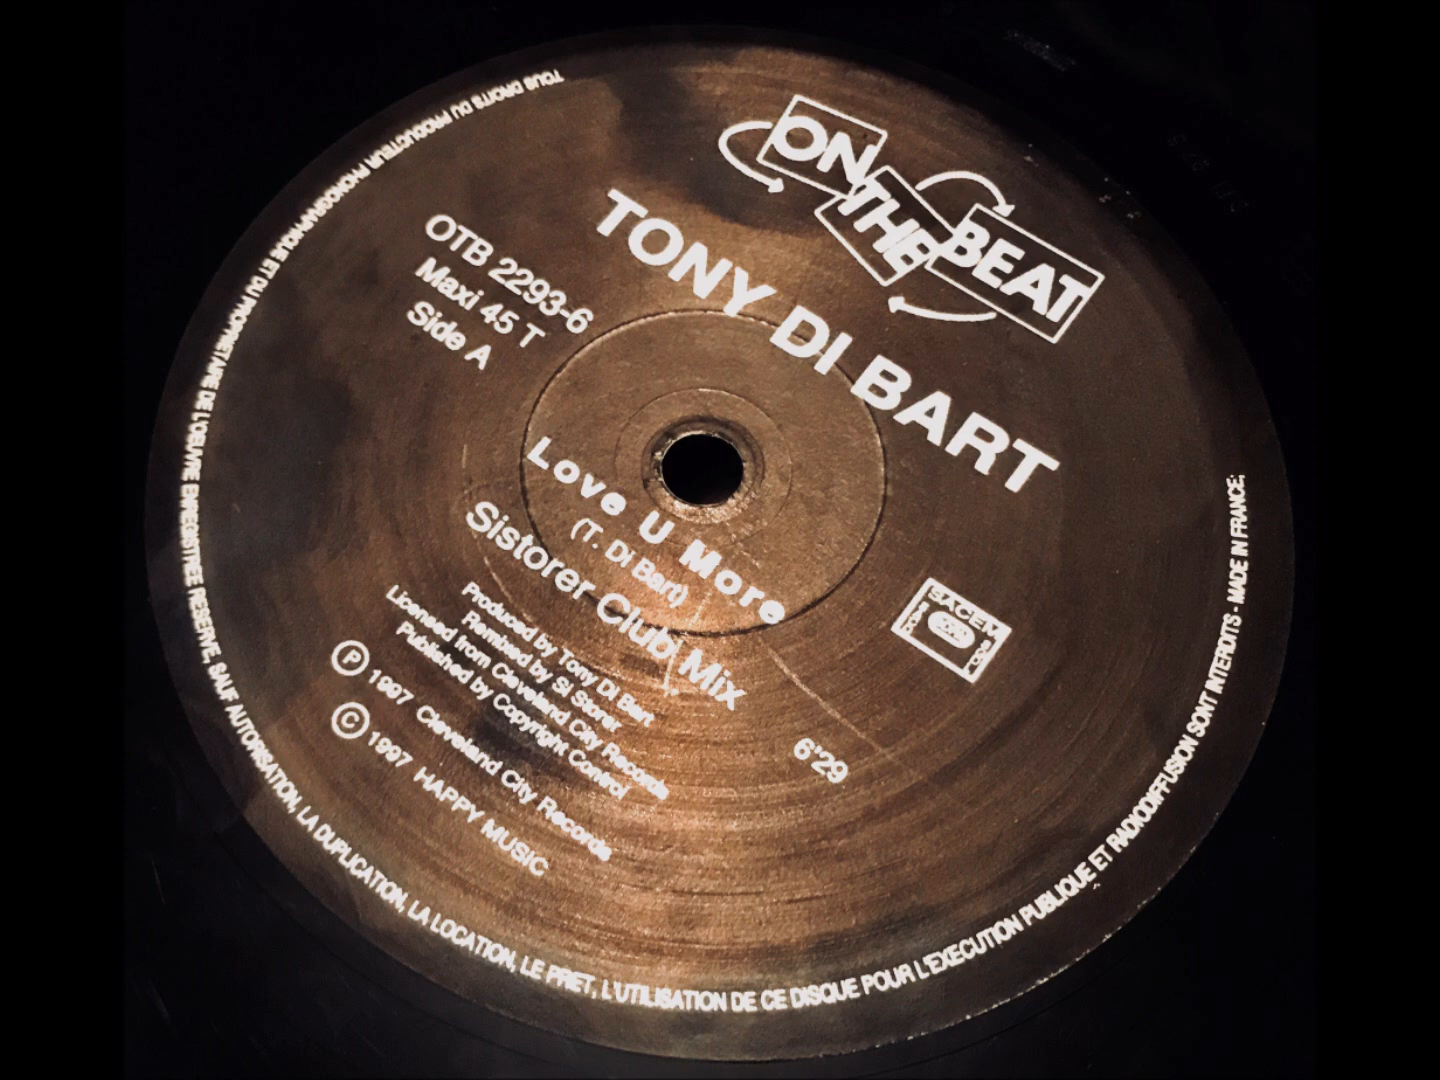 ON THE BEAT
TONY DI BART
OTB 2293-6
Maxi 45 T
Side A
Love U More
(T. Di Bart)
Sistorer Club Mix
6'29
Produced by Tony Di Bart
Remixed by Si Storer
Licensed from Cleveland City Records
Published by Copyright Control
Ⓟ 1997 Cleveland City Records
© 1997 HAPPY MUSIC
SACEM
TOUS DROITS DU PRODUCTEUR PHONOGRAPHIQUE ET DU PROPRIETAIRE DE L'OEUVRE ENREGISTREE RESERVE, SAUF AUTORISATION, LA DUPLICATION, LA LOCATION, LE PRET, L'UTILISATION DE CE DISQUE POUR L'EXECUTION PUBLIQUE ET RADIODIFFUSION SONT INTERDITS - MADE IN FRANCE;